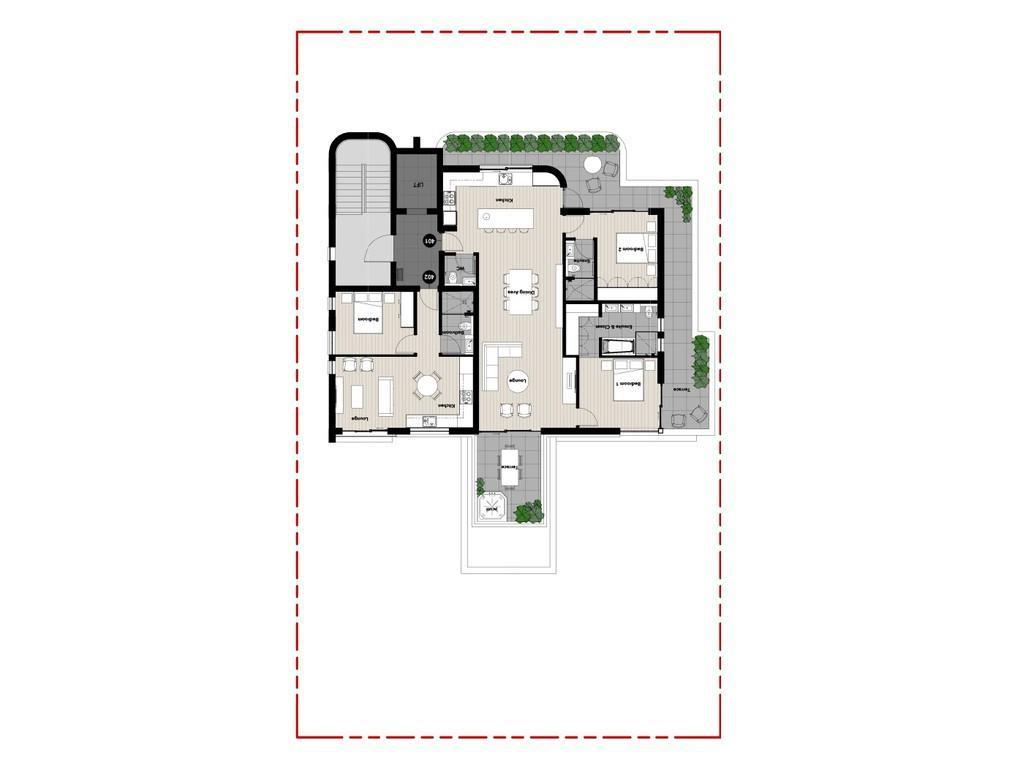 LIFT
Kitchen
401
402
WC
Ensuite
Bedroom 2
Dining Area
Bedroom
Bathroom
Ensuite & Closet
Lounge
Bedroom 1
Terrace
Kitchen
Lounge
Terrace